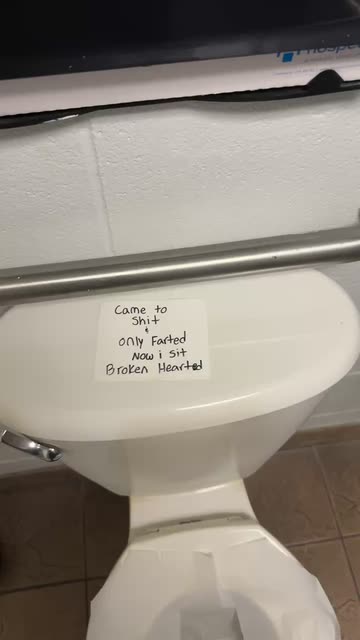 Came to
Shit
&
only Farted
Now i sit
Broken Hearted